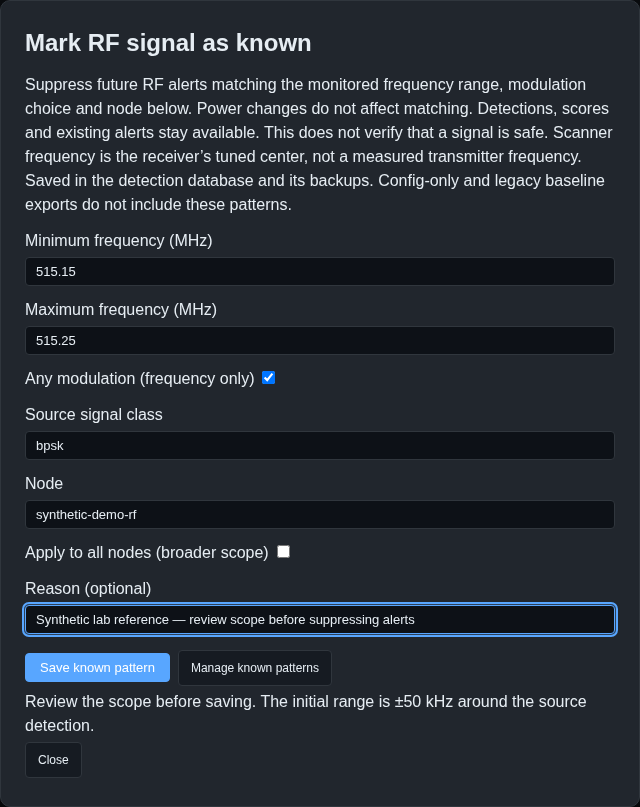 Mark RF signal as known
Suppress future RF alerts matching the monitored frequency range, modulation
choice and node below. Power changes do not affect matching. Detections, scores
and existing alerts stay available. This does not verify that a signal is safe. Scanner
frequency is the receiver’s tuned center, not a measured transmitter frequency.
Saved in the detection database and its backups. Config-only and legacy baseline
exports do not include these patterns.
Minimum frequency (MHz)
515.15
Maximum frequency (MHz)
515.25
Any modulation (frequency only)
Source signal class
bpsk
Node
synthetic-demo-rf
Apply to all nodes (broader scope)
Reason (optional)
Synthetic lab reference — review scope before suppressing alerts
Save known pattern Manage known patterns
Review the scope before saving. The initial range is ±50 kHz around the source
detection.
Close